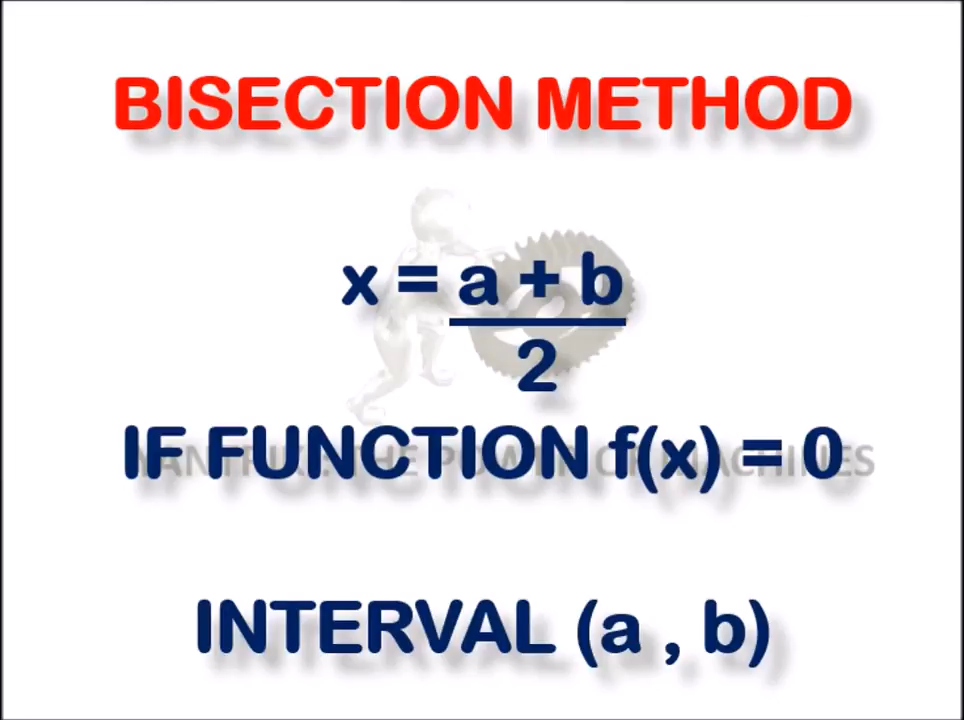 BISECTION METHOD
x = a + b
2
IF FUNCTION f(x) = 0
INTERVAL (a , b)